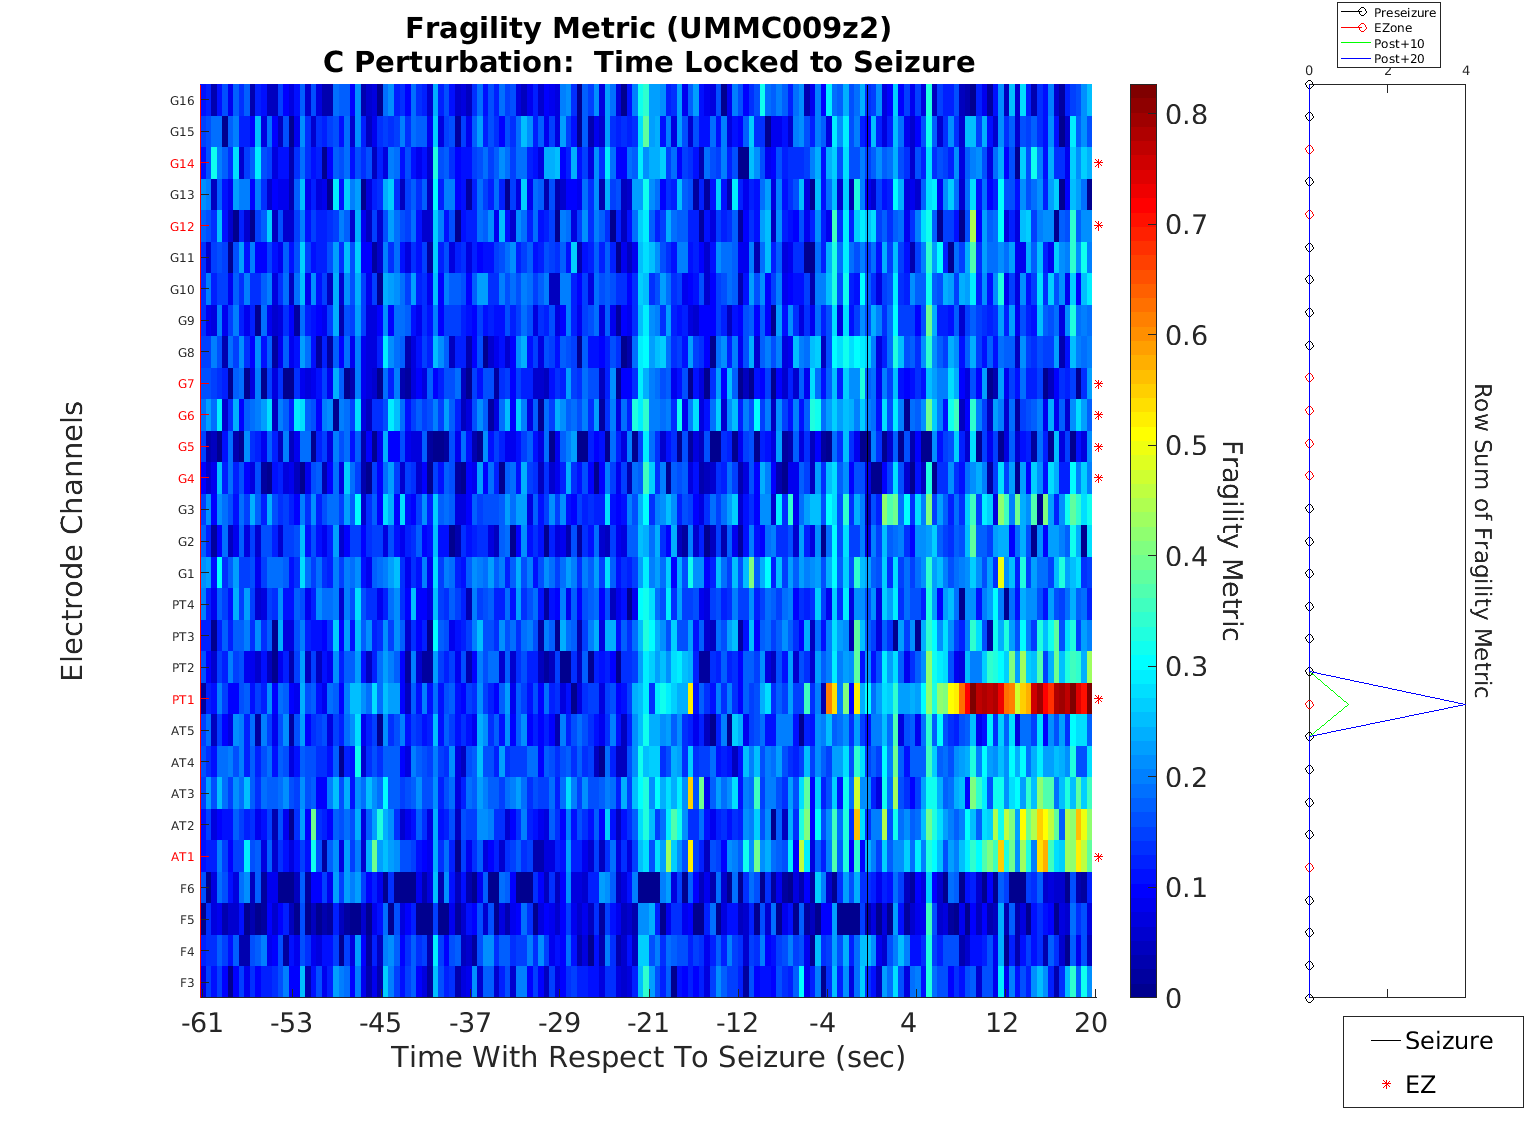 Fragility Metric (UMMC009z2)
C Perturbation:  Time Locked to Seizure
Electrode Channels
G16
G15
G14
G13
G12
G11
G10
G9
G8
G7
G6
G5
G4
G3
G2
G1
PT4
PT3
PT2
PT1
AT5
AT4
AT3
AT2
AT1
F6
F5
F4
F3
-61 -53 -45 -37 -29 -21 -12 -4 4 12 20
Time With Respect To Seizure (sec)
0.8
0.7
0.6
0.5
0.4
0.3
0.2
0.1
0
Fragility Metric
Preseizure
EZone
Post+10
Post+20
0 2 4
Row Sum of Fragility Metric
Seizure
EZ